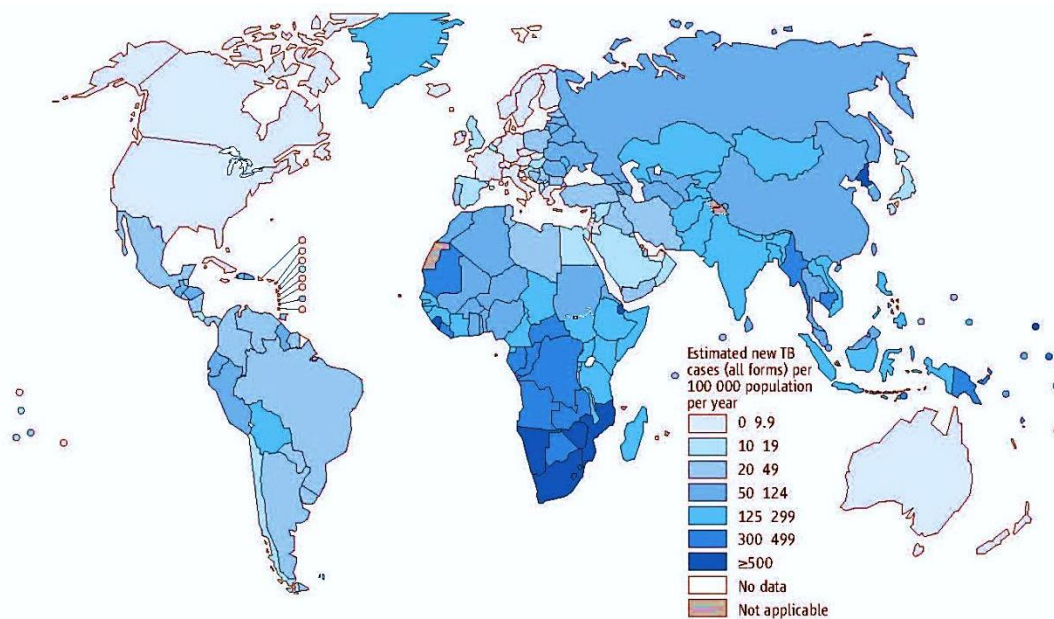 Estimated new TB
cases (all forms) per
100 000 population
per year
0 9.9
10 19
20 49
50 124
125 299
300 499
≥500
No data
Not applicable